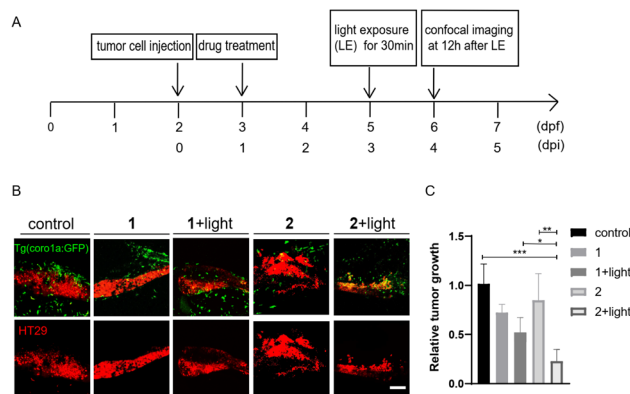 A
tumor cell injection
drug treatment
light exposure
(LE) for 30min
confocal imaging
at 12h after LE
0 1 2 3 4 5 6 7 (dpf)
0 1 2 3 4 5 (dpi)
B
control 1 1+light 2 2+light
Tg(coro1a:GFP)
HT29
C
Relative tumor growth
1.5
1.0
0.5
0.0
**
*
***
control
1
1+light
2
2+light